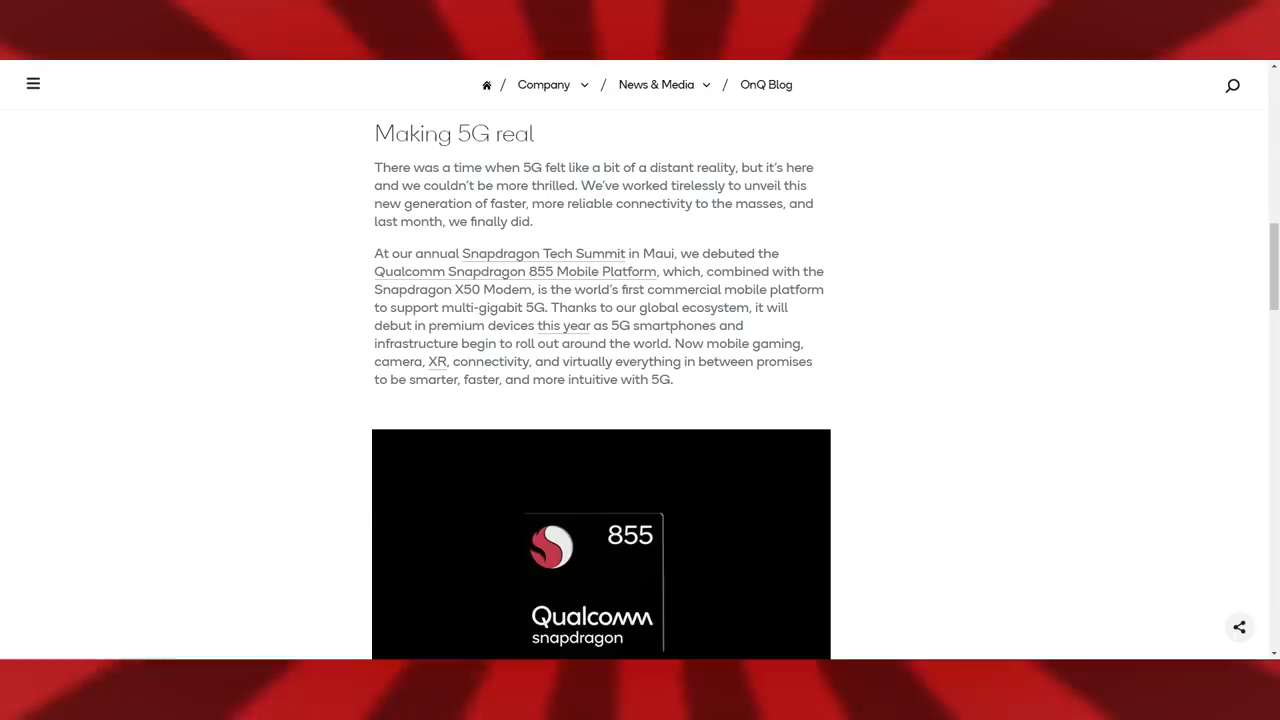 / Company / News & Media / OnQ Blog
Making 5G real
There was a time when 5G felt like a bit of a distant reality, but it's here
and we couldn't be more thrilled. We've worked tirelessly to unveil this
new generation of faster, more reliable connectivity to the masses, and
last month, we finally did.
At our annual Snapdragon Tech Summit in Maui, we debuted the
Qualcomm Snapdragon 855 Mobile Platform, which, combined with the
Snapdragon X50 Modem, is the world's first commercial mobile platform
to support multi-gigabit 5G. Thanks to our global ecosystem, it will
debut in premium devices this year as 5G smartphones and
infrastructure begin to roll out around the world. Now mobile gaming,
camera, XR, connectivity, and virtually everything in between promises
to be smarter, faster, and more intuitive with 5G.
855
Qualcomm
snapdragon